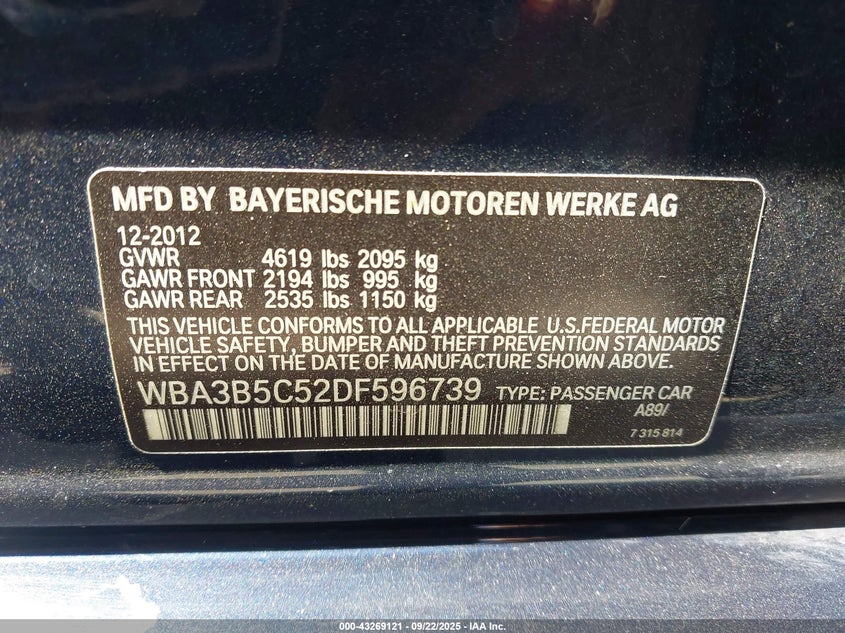 MFD BY BAYERISCHE MOTOREN WERKE AG
12-2012
GVWR 4619 lbs 2095 kg
GAWR FRONT 2194 lbs 995 kg
GAWR REAR 2535 lbs 1150 kg
THIS VEHICLE CONFORMS TO ALL APPLICABLE U.S.FEDERAL MOTOR
VEHICLE SAFETY, BUMPER AND THEFT PREVENTION STANDARDS
IN EFFECT ON THE DATE OF MANUFACTURE SHOWN ABOVE.
WBA3B5C52DF596739 TYPE: PASSENGER CAR
A89/
7 315 814
000-43269121 - 09/22/2025 - IAA Inc.